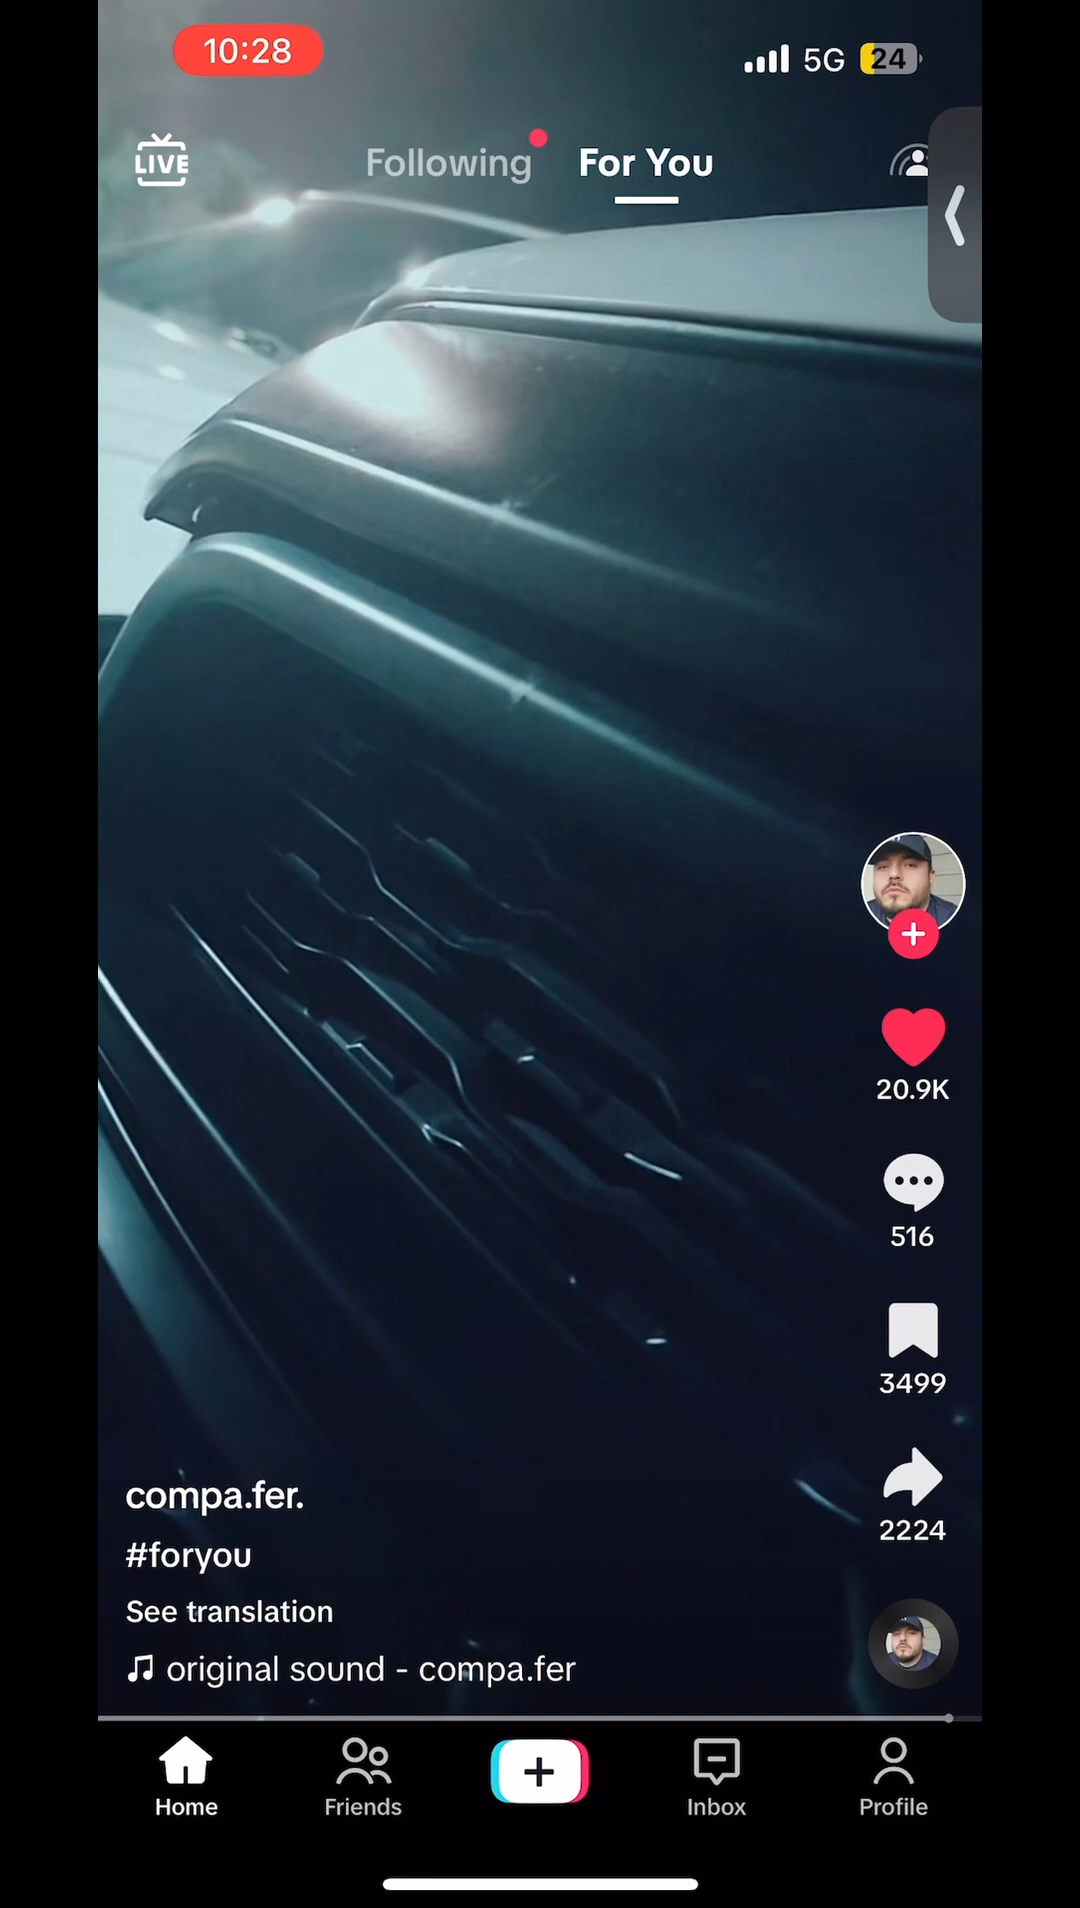 10:28
5G
24
LIVE
Following
For You
20.9K
516
3499
2224
compa.fer.
#foryou
See translation
original sound - compa.fer
Home
Friends
Inbox
Profile